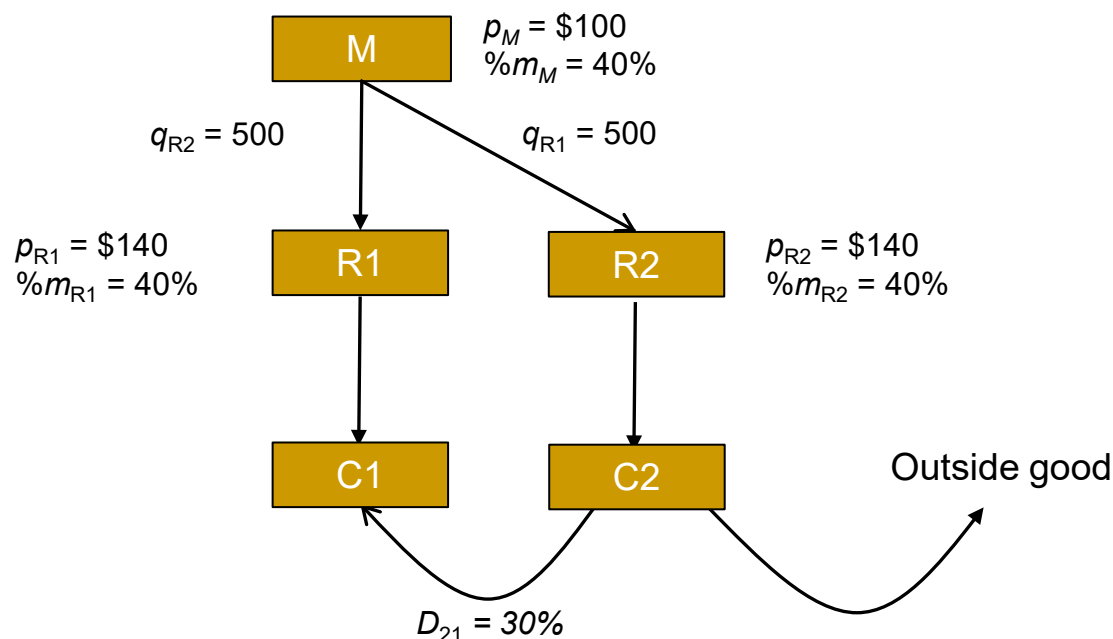 M
p_M = $100
%m_M = 40%
q_R2 = 500
q_R1 = 500
p_R1 = $140
%m_R1 = 40%
R1
R2
p_R2 = $140
%m_R2 = 40%
C1
C2
Outside good
D_21 = 30%